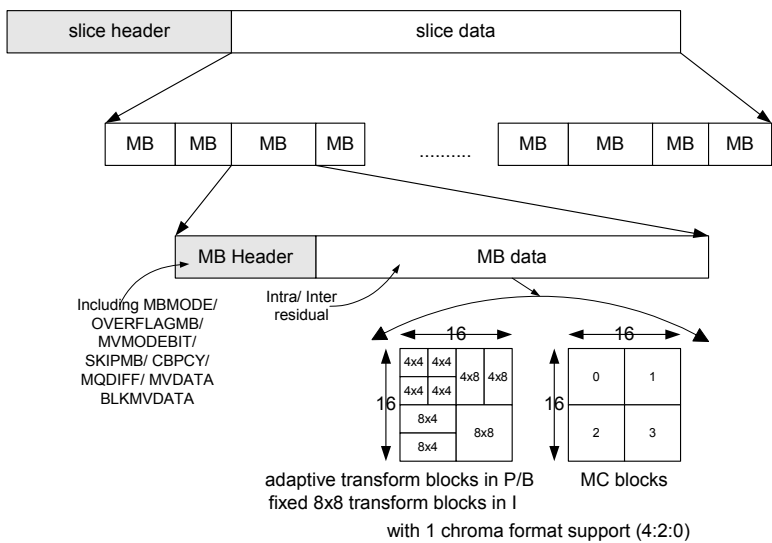 slice header
slice data
MB
MB
MB
MB
..........
MB
MB
MB
MB
MB Header
MB data
Including MBMODE/
OVERFLAGMB/
MVMODEBIT/
SKIPMB/ CBPCY/
MQDIFF/ MVDATA
BLKMVDATA
Intra/ Inter
residual
16
16
4x4
4x4
4x4
4x4
4x8
4x8
8x4
8x4
8x8
16
16
0
1
2
3
adaptive transform blocks in P/B
fixed 8x8 transform blocks in I
MC blocks
with 1 chroma format support (4:2:0)